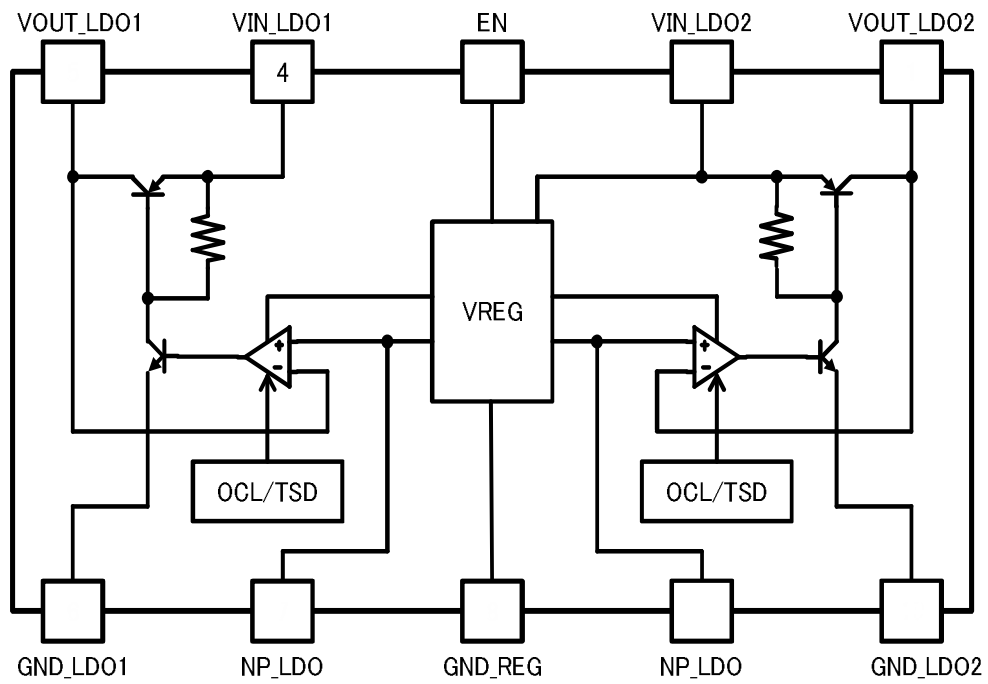 VOUT_LDO1
VIN_LDO1
EN
VIN_LDO2
VOUT_LDO2
4
VREG
+
-
+
-
OCL/TSD
OCL/TSD
GND_LDO1
NP_LDO
GND_REG
NP_LDO
GND_LDO2